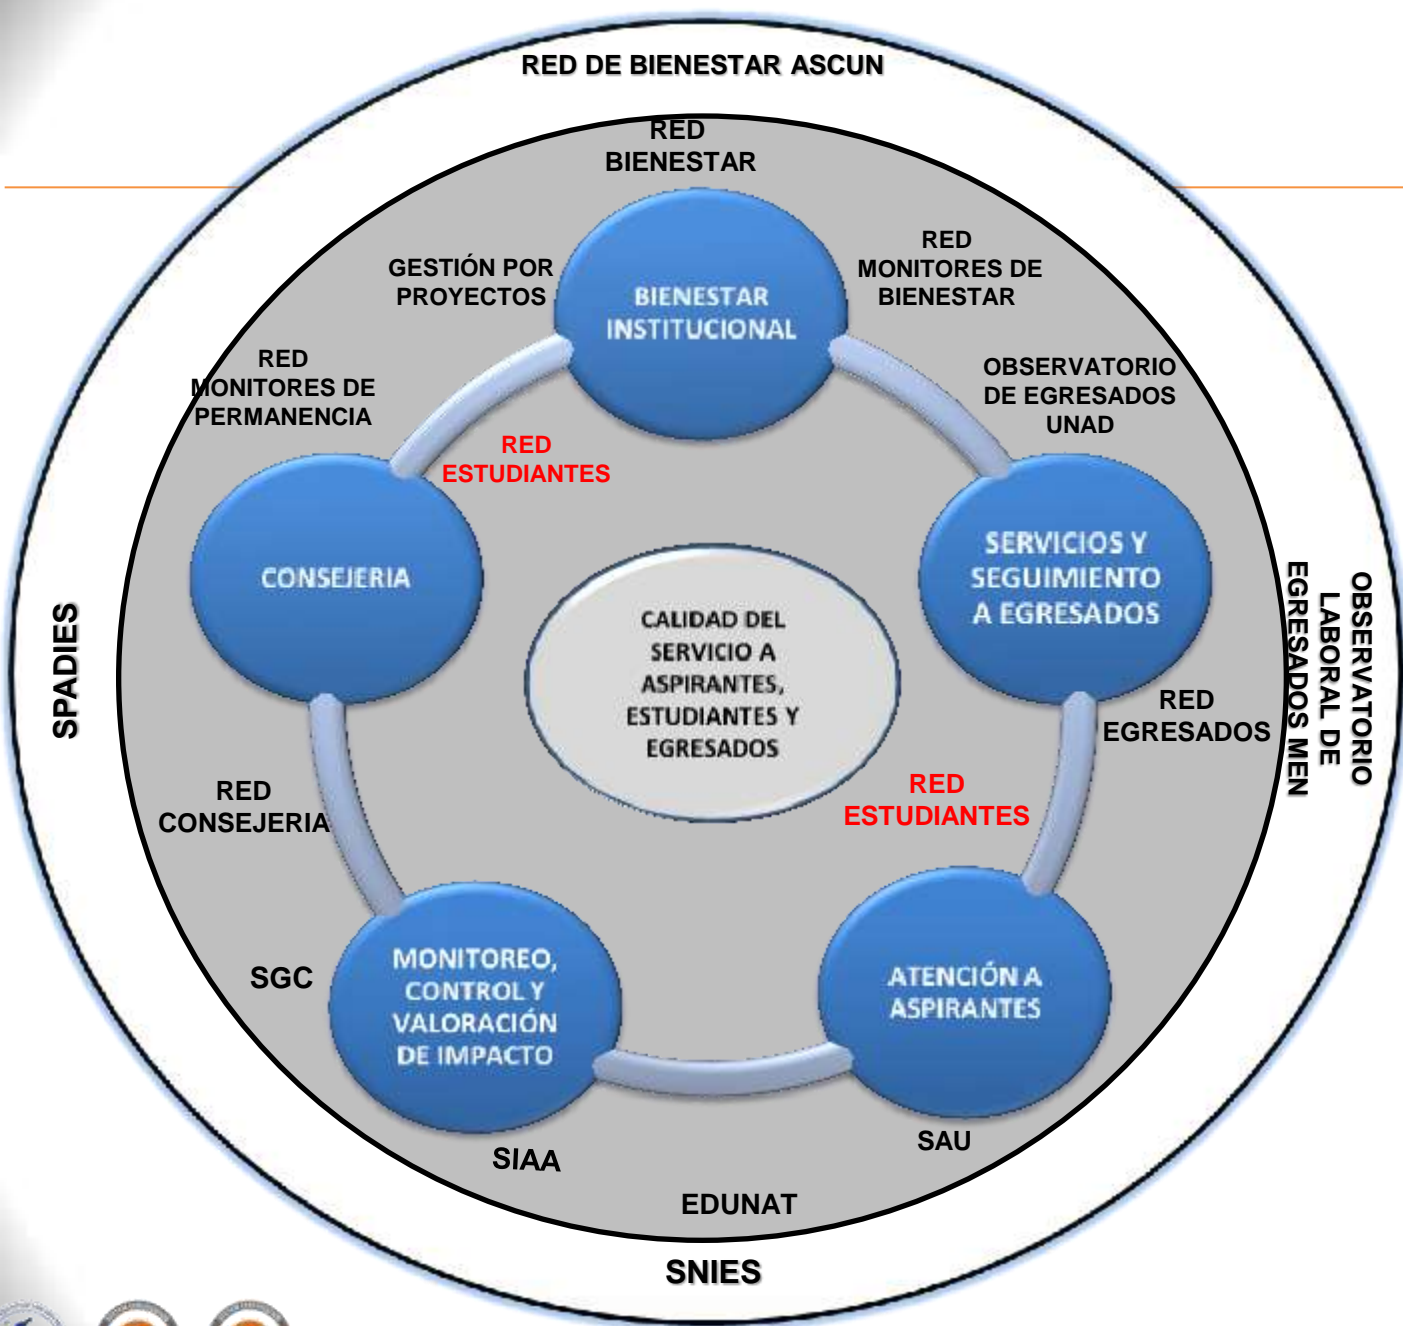 RED DE BIENESTAR ASCUN
RED
BIENESTAR
GESTIÓN POR
PROYECTOS
BIENESTAR
INSTITUCIONAL
RED
MONITORES DE
BIENESTAR
RED
MONITORES DE
PERMANENCIA
OBSERVATORIO
DE EGRESADOS
UNAD
RED
ESTUDIANTES
CONSEJERIA
SERVICIOS Y
SEGUIMIENTO
A EGRESADOS
CALIDAD DEL
SERVICIO A
ASPIRANTES,
ESTUDIANTES Y
EGRESADOS
SPADIES
OBSERVATORIO
LABORAL DE
EGRESADOS MEN
RED
EGRESADOS
RED
ESTUDIANTES
RED
CONSEJERIA
SGC
MONITOREO,
CONTROL Y
VALORACIÓN
DE IMPACTO
ATENCIÓN A
ASPIRANTES
SIAA
SAU
EDUNAT
SNIES